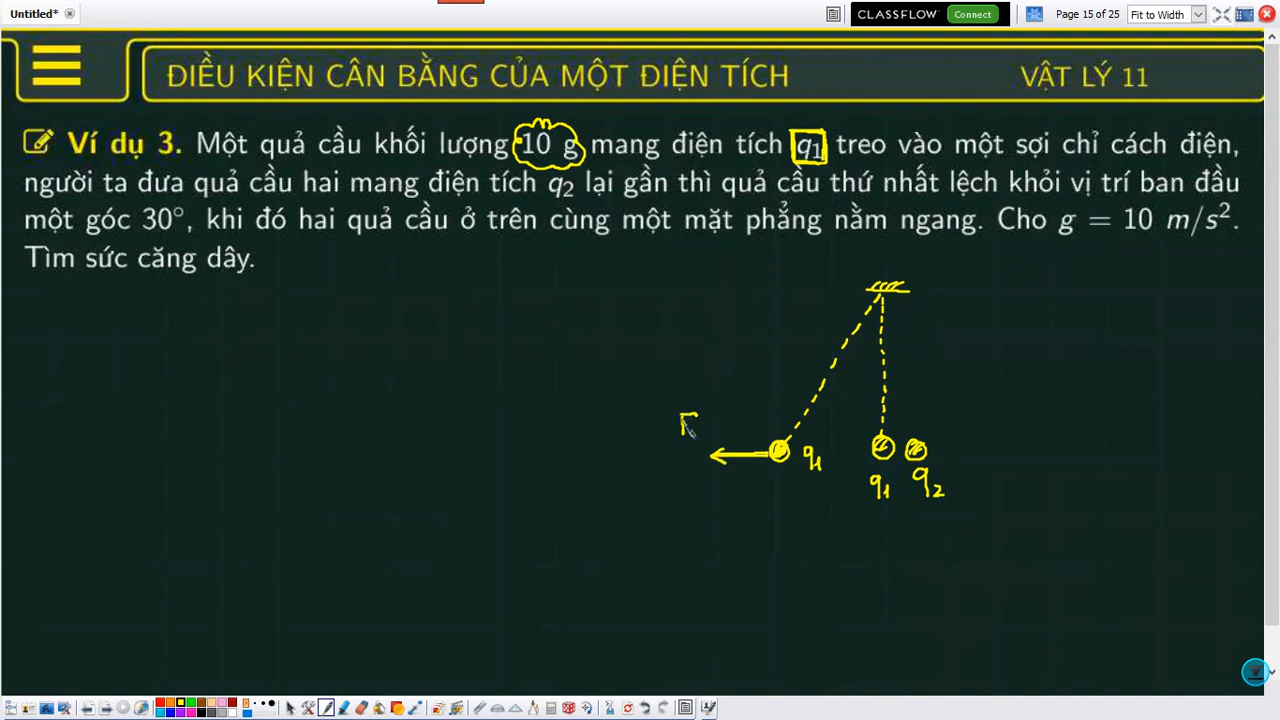 Untitled*
CLASSFLOW Connect
Page 15 of 25
Fit to Width
ĐIỀU KIỆN CÂN BẰNG CỦA MỘT ĐIỆN TÍCH
VẬT LÝ 11
Ví dụ 3. Một quả cầu khối lượng 10 g mang điện tích q1 treo vào một sợi chỉ cách điện,
người ta đưa quả cầu hai mang điện tích q2 lại gần thì quả cầu thứ nhất lệch khỏi vị trí ban đầu
một góc 30°, khi đó hai quả cầu ở trên cùng một mặt phẳng nằm ngang. Cho g = 10 m/s².
Tìm sức căng dây.
q1
q1
q2